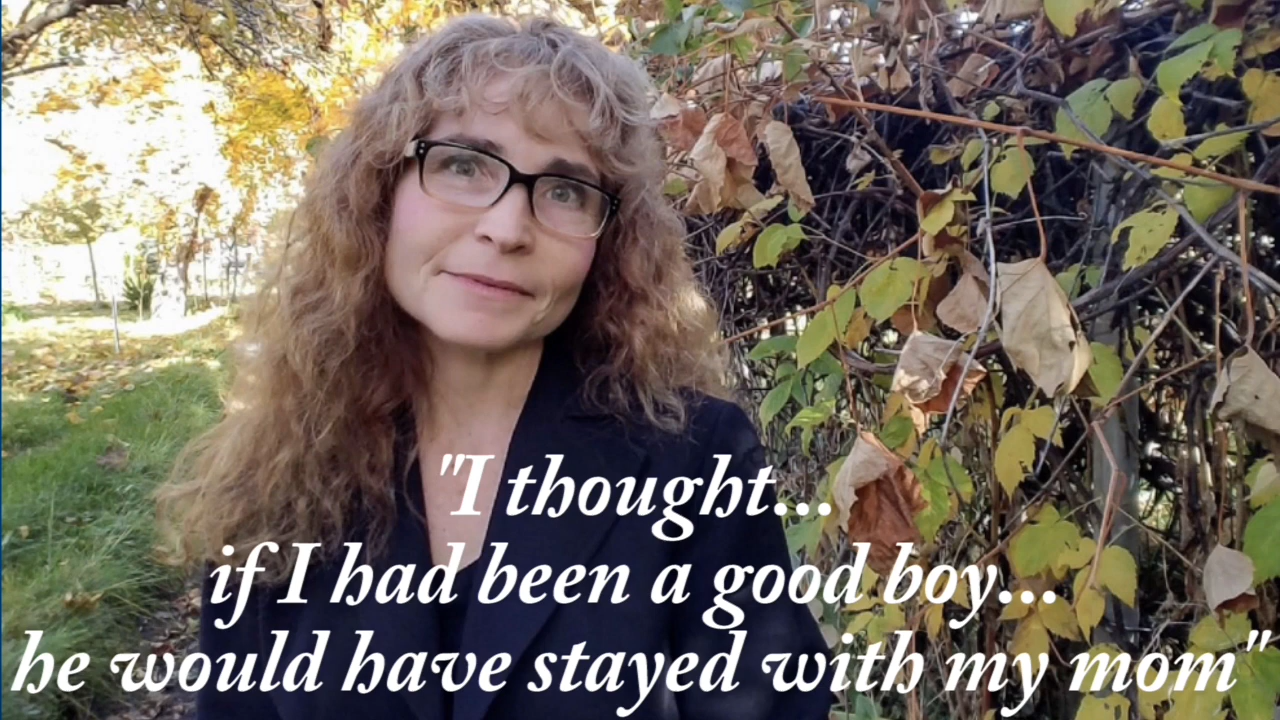 "I thought...
if I had been a good boy...
he would have stayed with my mom"